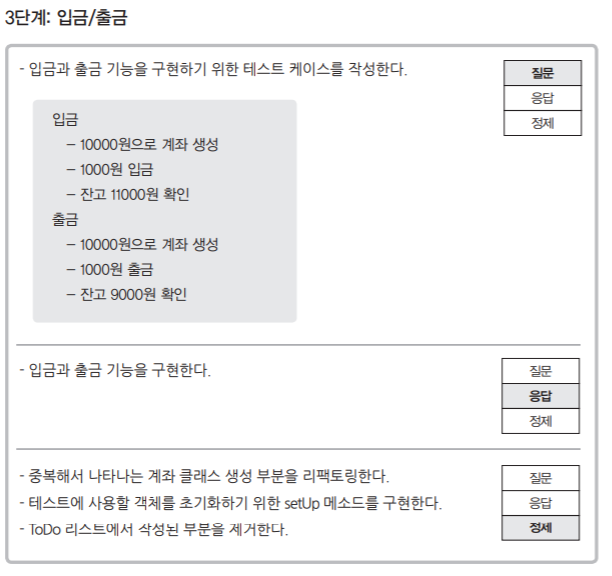 3단계: 입금/출금
- 입금과 출금 기능을 구현하기 위한 테스트 케이스를 작성한다.
질문
응답
정제
입금
– 10000원으로 계좌 생성
– 1000원 입금
– 잔고 11000원 확인
출금
– 10000원으로 계좌 생성
– 1000원 출금
– 잔고 9000원 확인
- 입금과 출금 기능을 구현한다.
질문
응답
정제
- 중복해서 나타나는 계좌 클래스 생성 부분을 리팩토링한다.
- 테스트에 사용할 객체를 초기화하기 위한 setUp 메소드를 구현한다.
- ToDo 리스트에서 작성된 부분을 제거한다.
질문
응답
정제